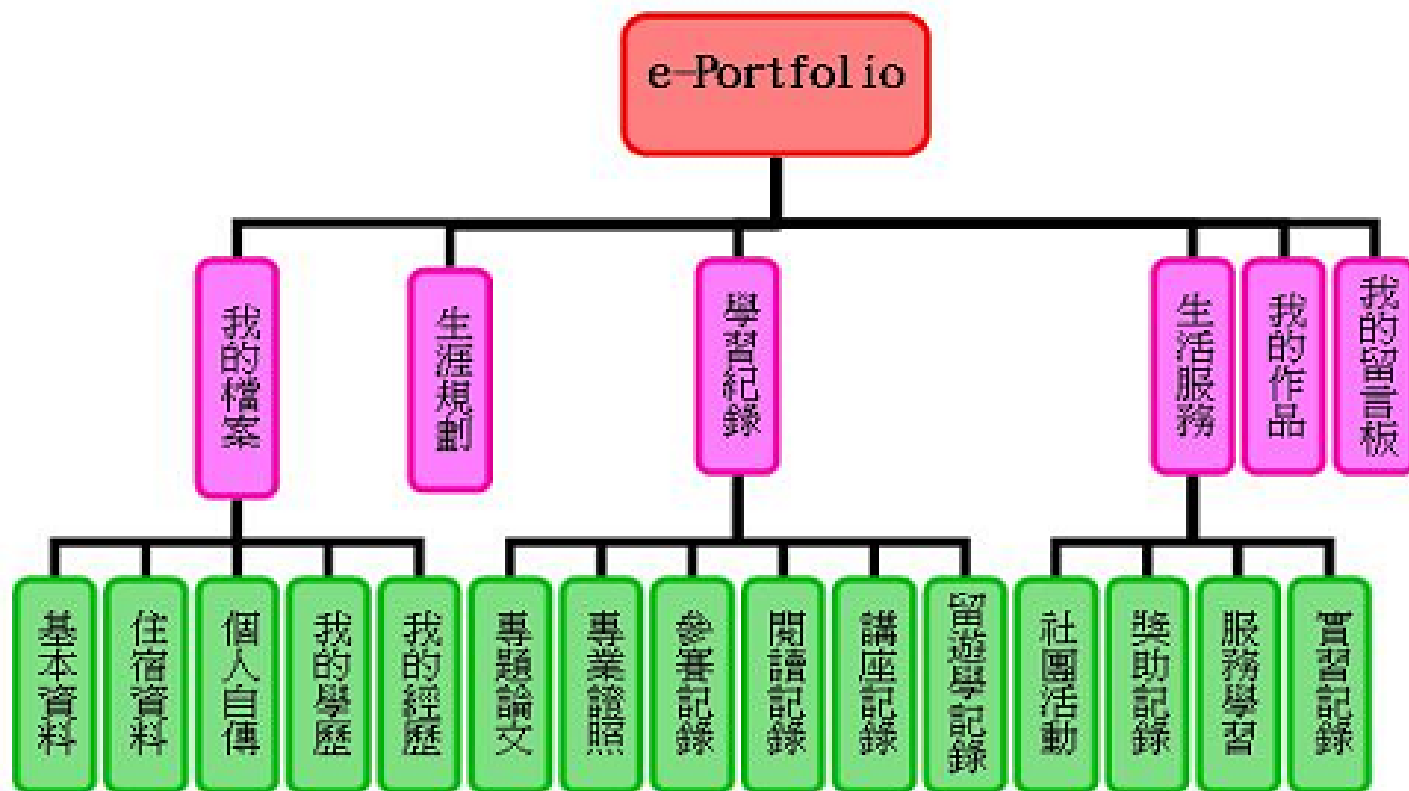 e-Portfolio
我的檔案
生涯規劃
學習紀錄
生活服務
我的作品
我的留言板
基本資料
住宿資料
個人自傳
我的學歷
我的經歷
專題論文
專業證照
參賽記錄
閱讀記錄
講座記錄
留遊學記錄
社團活動
獎助記錄
服務學習
實習記錄